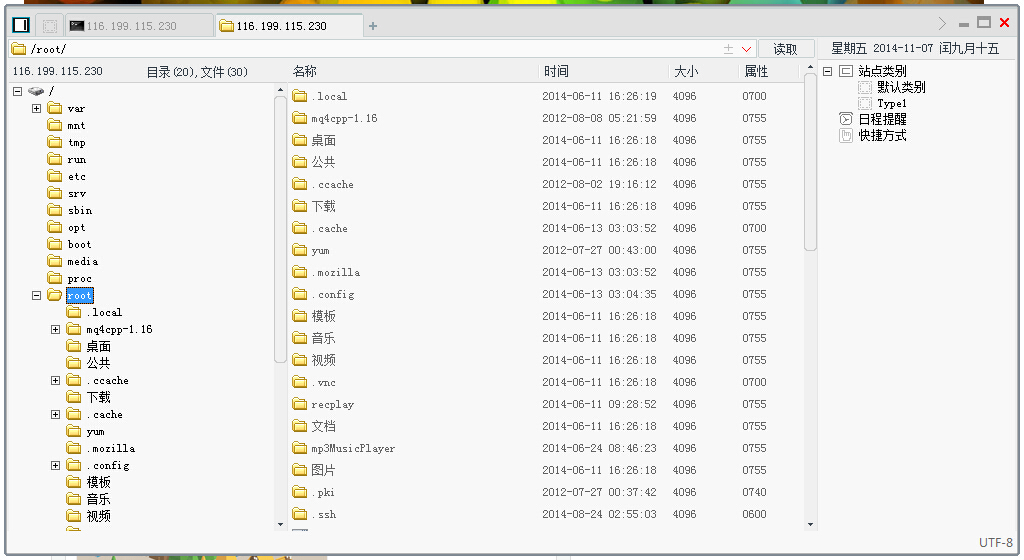 116.199.115.230
116.199.115.230
/root/
读取
星期五 2014-11-07 闰九月十五
116.199.115.230 目录(20),文件(30)
/
var
mnt
tmp
run
etc
srv
sbin
opt
boot
media
proc
root
.local
mq4cpp-1.16
桌面
公共
.ccache
下载
.cache
yum
.mozilla
.config
模板
音乐
视频
名称 时间 大小 属性
.local 2014-06-11 16:26:19 4096 0700
mq4cpp-1.16 2012-08-08 05:21:59 4096 0755
桌面 2014-06-11 16:26:18 4096 0755
公共 2014-06-11 16:26:18 4096 0755
.ccache 2012-08-02 19:16:12 4096 0755
下载 2014-06-11 16:26:18 4096 0755
.cache 2014-06-13 03:03:52 4096 0700
yum 2012-07-27 00:43:00 4096 0755
.mozilla 2014-06-13 03:03:52 4096 0755
.config 2014-06-13 03:04:35 4096 0755
模板 2014-06-11 16:26:18 4096 0755
音乐 2014-06-11 16:26:18 4096 0755
视频 2014-06-11 16:26:18 4096 0755
.vnc 2014-06-11 16:26:18 4096 0700
recplay 2014-06-11 09:28:52 4096 0755
文档 2014-06-11 16:26:18 4096 0755
mp3MusicPlayer 2014-06-24 08:46:23 4096 0755
图片 2014-06-11 16:26:18 4096 0755
.pki 2012-07-27 00:37:42 4096 0740
.ssh 2014-08-24 02:55:03 4096 0600
站点类别
默认类别
Type1
日程提醒
快捷方式
UTF-8